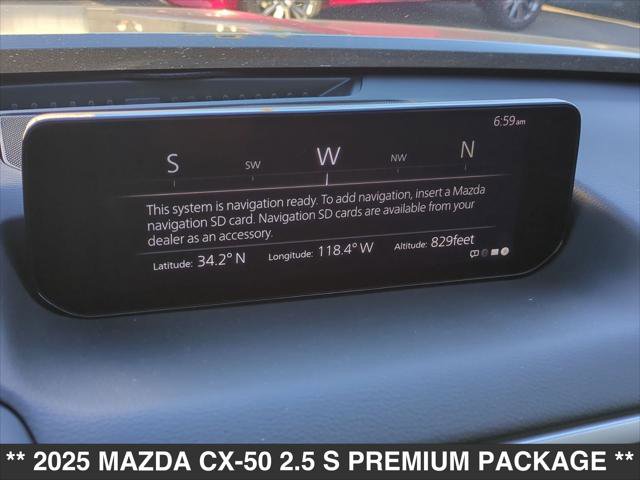 6:59am
S SW W NW N
This system is navigation ready. To add navigation, insert a Mazda
navigation SD card. Navigation SD cards are available from your
dealer as an accessory.
Latitude: 34.2° N Longitude: 118.4° W Altitude: 829feet
** 2025 MAZDA CX-50 2.5 S PREMIUM PACKAGE **